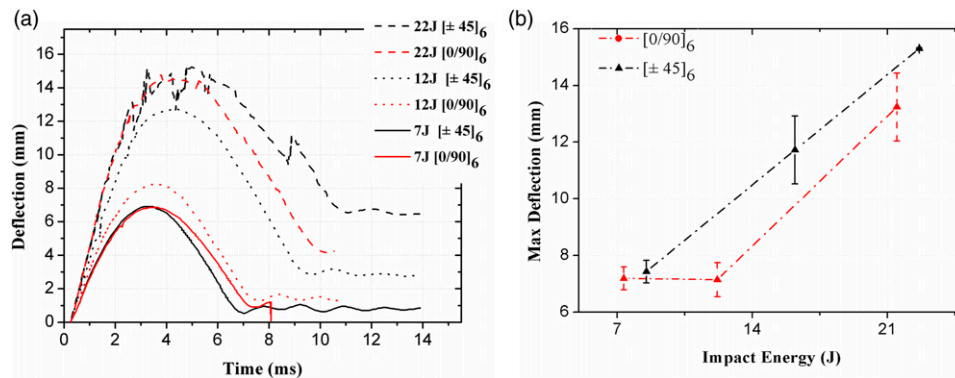 (a)
Deflection (mm)
18
16
14
12
10
8
6
4
2
0
0 2 4 6 8 10 12 14
Time (ms)
22J [± 45]6
22J [0/90]6
12J [± 45]6
12J [0/90]6
7J [± 45]6
7J [0/90]6
(b)
Max Deflection (mm)
16
14
12
10
8
6
7 14 21
Impact Energy (J)
[0/90]6
[± 45]6